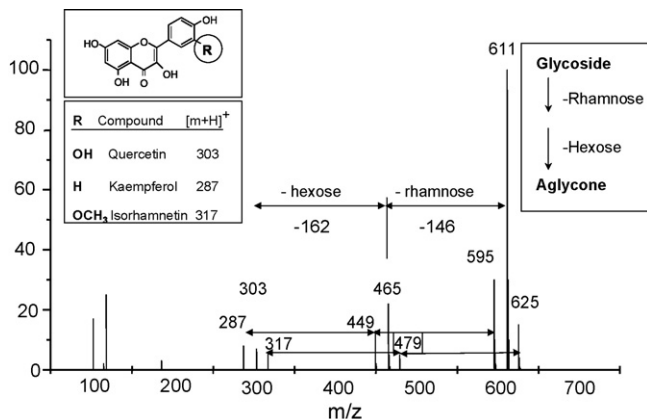 OH
HO
O
R
OH
OH
O
R Compound [m+H]+
OH Quercetin 303
H Kaempferol 287
OCH3 Isorhamnetin 317
611
Glycoside
-Rhamnose
-Hexose
Aglycone
- hexose
- rhamnose
-162
-146
595
303
465
625
287
449
317
479
100
80
60
40
20
0
100 200 300 400 500 600 700
m/z